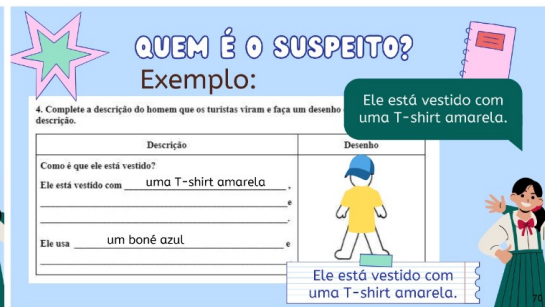 QUEM É O SUSPEITO?
Exemplo:
Ele está vestido com
uma T-shirt amarela.
4. Complete a descrição do homem que os turistas viram e faça um desenho
descrição.
Descrição
Desenho
Como é que ele está vestido?
Ele está vestido com uma T-shirt amarela ,
e
.
Ele usa um boné azul e
Ele está vestido com
uma T-shirt amarela.